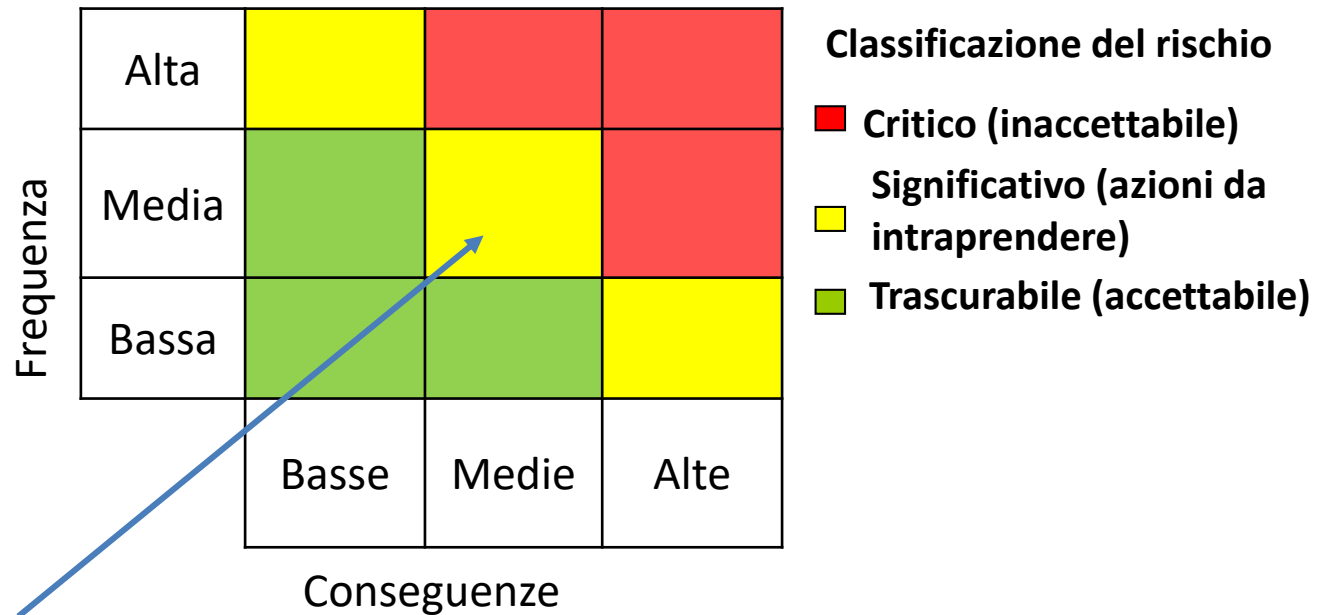 Classificazione del rischio
Alta
Critico (inaccettabile)
Significativo (azioni da
intraprendere)
Trascurabile (accettabile)
Frequenza
Media
Bassa
Basse Medie Alte
Conseguenze